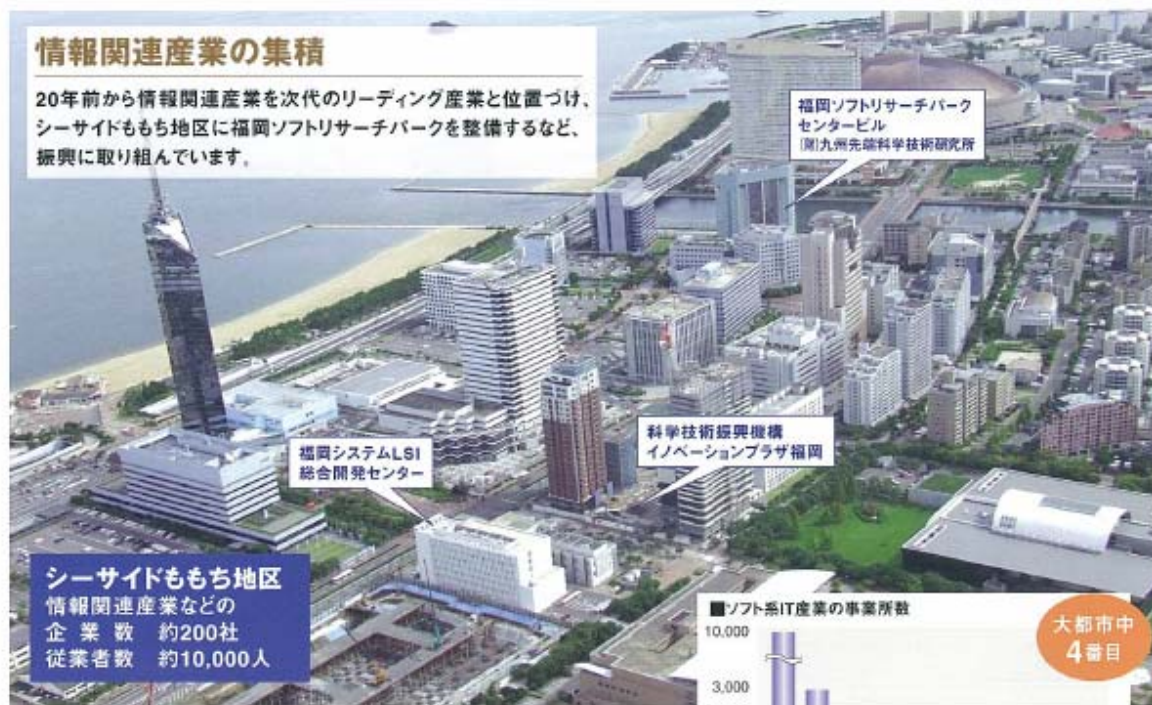 情報関連産業の集積
20年前から情報関連産業を次代のリーディング産業と位置づけ、
シーサイドももち地区に福岡ソフトリサーチパークを整備するなど、
振興に取り組んでいます。
福岡ソフトリサーチパーク
センタービル
(財)九州先端科学技術研究所
福岡システムLSI
総合開発センター
科学技術振興機構
イノベーションプラザ福岡
シーサイドももち地区
情報関連産業などの
企業数 約200社
従業者数 約10,000人
■ソフト系IT産業の事業所数
10,000
3,000
大都市中
4番目